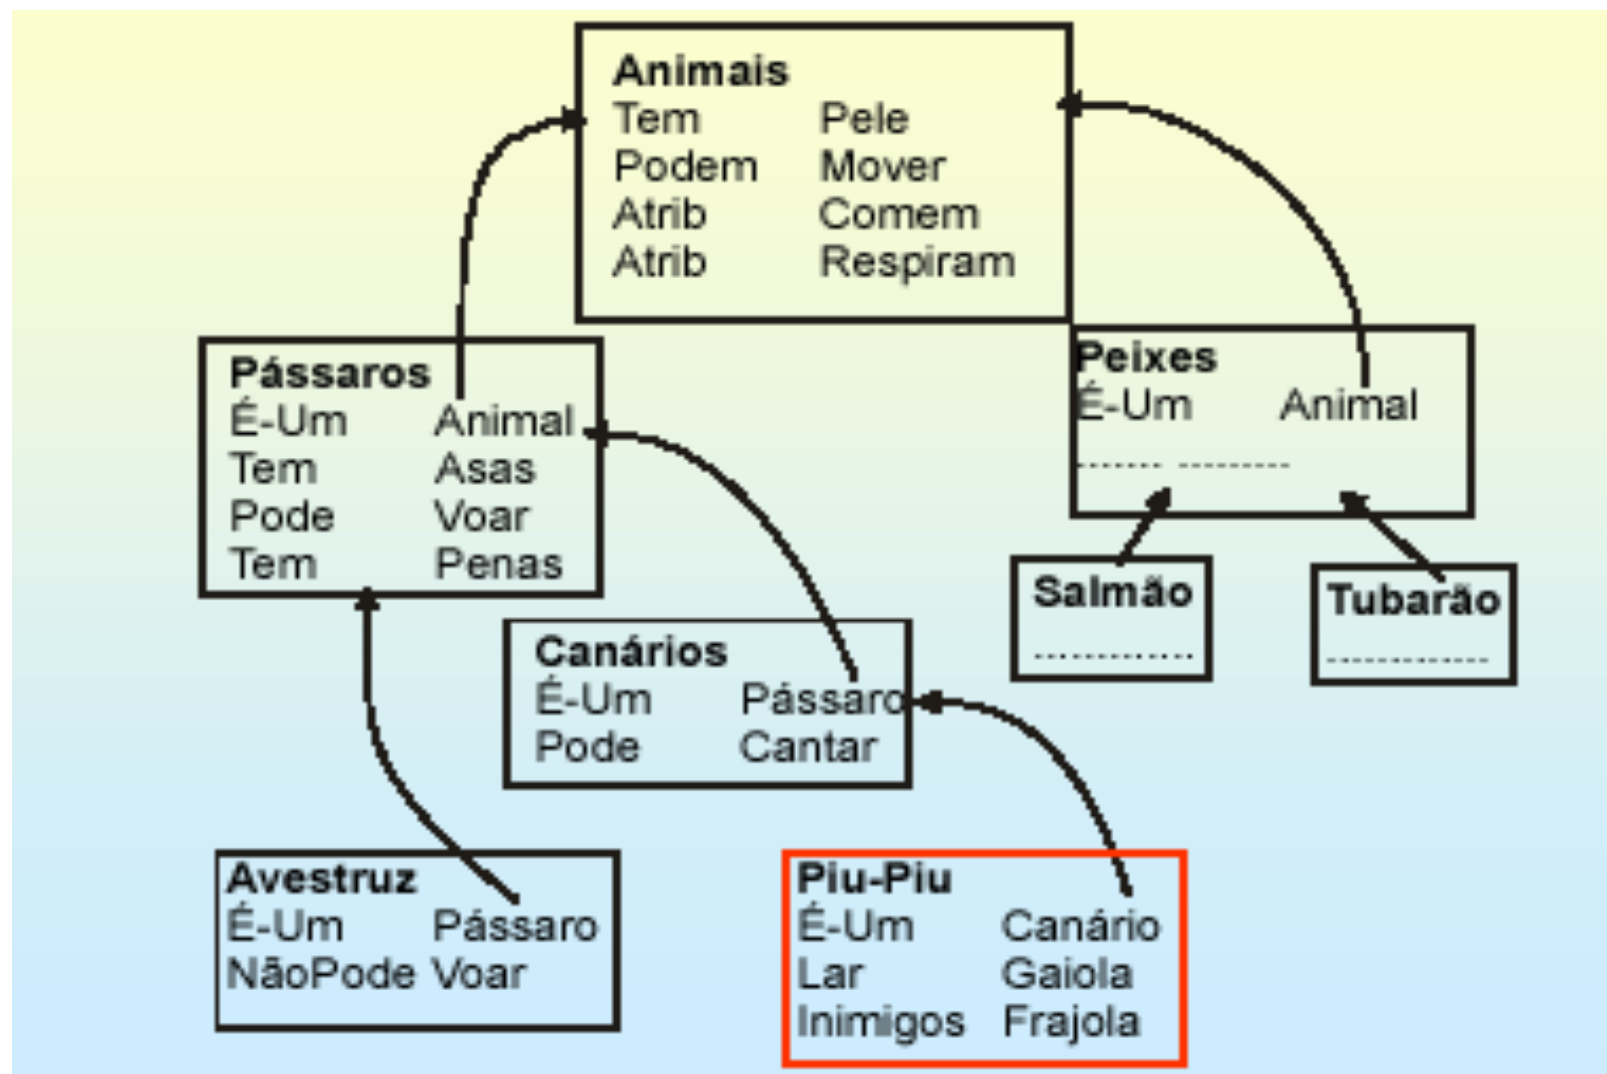 Animais
Tem Pele
Podem Mover
Atrib Comem
Atrib Respiram
Pássaros
É-Um Animal
Tem Asas
Pode Voar
Tem Penas
Peixes
É-Um Animal
Canários
É-Um Pássaro
Pode Cantar
Salmão
Tubarão
Avestruz
É-Um Pássaro
NãoPode Voar
Piu-Piu
É-Um Canário
Lar Gaiola
Inimigos Frajola